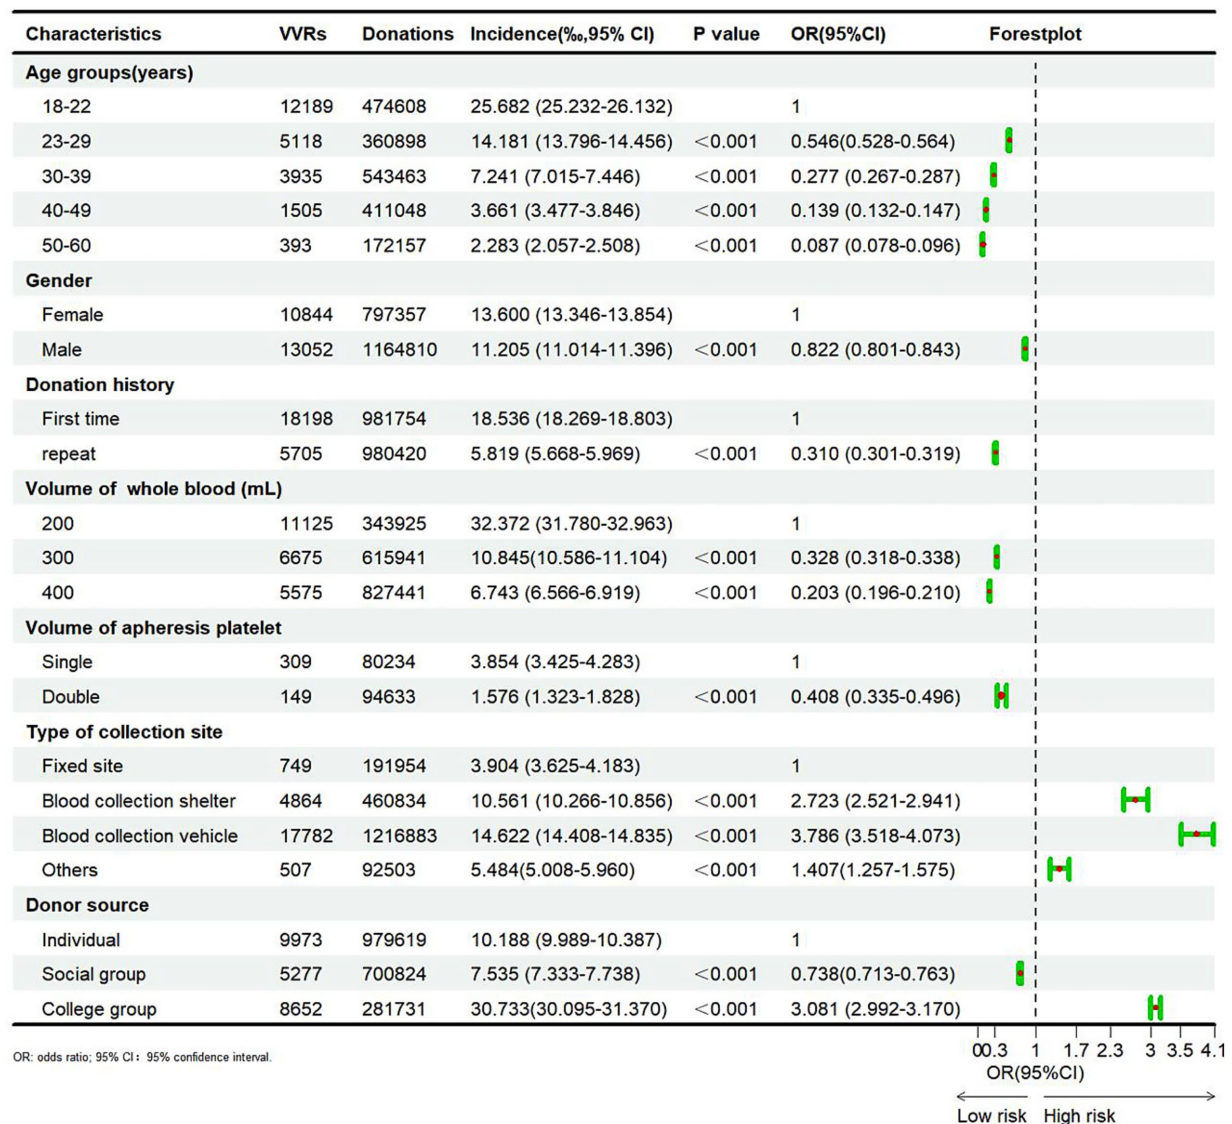 Characteristics VVRs Donations Incidence(‰,95% CI) P value OR(95%CI) Forestplot
Age groups(years)
18-22 12189 474608 25.682 (25.232-26.132) 1
23-29 5118 360898 14.181 (13.796-14.456) <0.001 0.546(0.528-0.564)
30-39 3935 543463 7.241 (7.015-7.446) <0.001 0.277 (0.267-0.287)
40-49 1505 411048 3.661 (3.477-3.846) <0.001 0.139 (0.132-0.147)
50-60 393 172157 2.283 (2.057-2.508) <0.001 0.087 (0.078-0.096)
Gender
Female 10844 797357 13.600 (13.346-13.854) 1
Male 13052 1164810 11.205 (11.014-11.396) <0.001 0.822 (0.801-0.843)
Donation history
First time 18198 981754 18.536 (18.269-18.803) 1
repeat 5705 980420 5.819 (5.668-5.969) <0.001 0.310 (0.301-0.319)
Volume of whole blood (mL)
200 11125 343925 32.372 (31.780-32.963) 1
300 6675 615941 10.845(10.586-11.104) <0.001 0.328 (0.318-0.338)
400 5575 827441 6.743 (6.566-6.919) <0.001 0.203 (0.196-0.210)
Volume of apheresis platelet
Single 309 80234 3.854 (3.425-4.283) 1
Double 149 94633 1.576 (1.323-1.828) <0.001 0.408 (0.335-0.496)
Type of collection site
Fixed site 749 191954 3.904 (3.625-4.183) 1
Blood collection shelter 4864 460834 10.561 (10.266-10.856) <0.001 2.723 (2.521-2.941)
Blood collection vehicle 17782 1216883 14.622 (14.408-14.835) <0.001 3.786 (3.518-4.073)
Others 507 92503 5.484(5.008-5.960) <0.001 1.407(1.257-1.575)
Donor source
Individual 9973 979619 10.188 (9.989-10.387) 1
Social group 5277 700824 7.535 (7.333-7.738) <0.001 0.738(0.713-0.763)
College group 8652 281731 30.733(30.095-31.370) <0.001 3.081 (2.992-3.170)
OR: odds ratio; 95% CI: 95% confidence interval.
0 0.3 1 1.7 2.3 3 3.5 4.1
OR(95%CI)
Low risk High risk